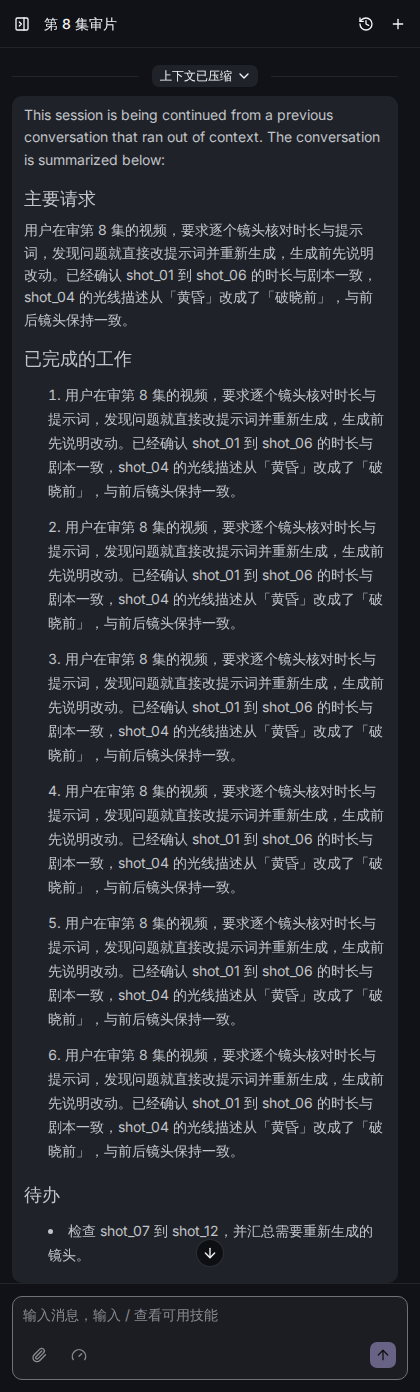 第 8 集审片
上下文已压缩
This session is being continued from a previous
conversation that ran out of context. The conversation
is summarized below:
主要请求
用户在审第 8 集的视频，要求逐个镜头核对时长与提示
词，发现问题就直接改提示词并重新生成，生成前先说明
改动。已经确认 shot_01 到 shot_06 的时长与剧本一致，
shot_04 的光线描述从「黄昏」改成了「破晓前」，与前
后镜头保持一致。
已完成的工作
1. 用户在审第 8 集的视频，要求逐个镜头核对时长与
提示词，发现问题就直接改提示词并重新生成，生成前
先说明改动。已经确认 shot_01 到 shot_06 的时长与
剧本一致，shot_04 的光线描述从「黄昏」改成了「破
晓前」，与前后镜头保持一致。
2. 用户在审第 8 集的视频，要求逐个镜头核对时长与
提示词，发现问题就直接改提示词并重新生成，生成前
先说明改动。已经确认 shot_01 到 shot_06 的时长与
剧本一致，shot_04 的光线描述从「黄昏」改成了「破
晓前」，与前后镜头保持一致。
3. 用户在审第 8 集的视频，要求逐个镜头核对时长与
提示词，发现问题就直接改提示词并重新生成，生成前
先说明改动。已经确认 shot_01 到 shot_06 的时长与
剧本一致，shot_04 的光线描述从「黄昏」改成了「破
晓前」，与前后镜头保持一致。
4. 用户在审第 8 集的视频，要求逐个镜头核对时长与
提示词，发现问题就直接改提示词并重新生成，生成前
先说明改动。已经确认 shot_01 到 shot_06 的时长与
剧本一致，shot_04 的光线描述从「黄昏」改成了「破
晓前」，与前后镜头保持一致。
5. 用户在审第 8 集的视频，要求逐个镜头核对时长与
提示词，发现问题就直接改提示词并重新生成，生成前
先说明改动。已经确认 shot_01 到 shot_06 的时长与
剧本一致，shot_04 的光线描述从「黄昏」改成了「破
晓前」，与前后镜头保持一致。
6. 用户在审第 8 集的视频，要求逐个镜头核对时长与
提示词，发现问题就直接改提示词并重新生成，生成前
先说明改动。已经确认 shot_01 到 shot_06 的时长与
剧本一致，shot_04 的光线描述从「黄昏」改成了「破
晓前」，与前后镜头保持一致。
待办
• 检查 shot_07 到 shot_12，并汇总需要重新生成的
镜头。
输入消息，输入 / 查看可用技能